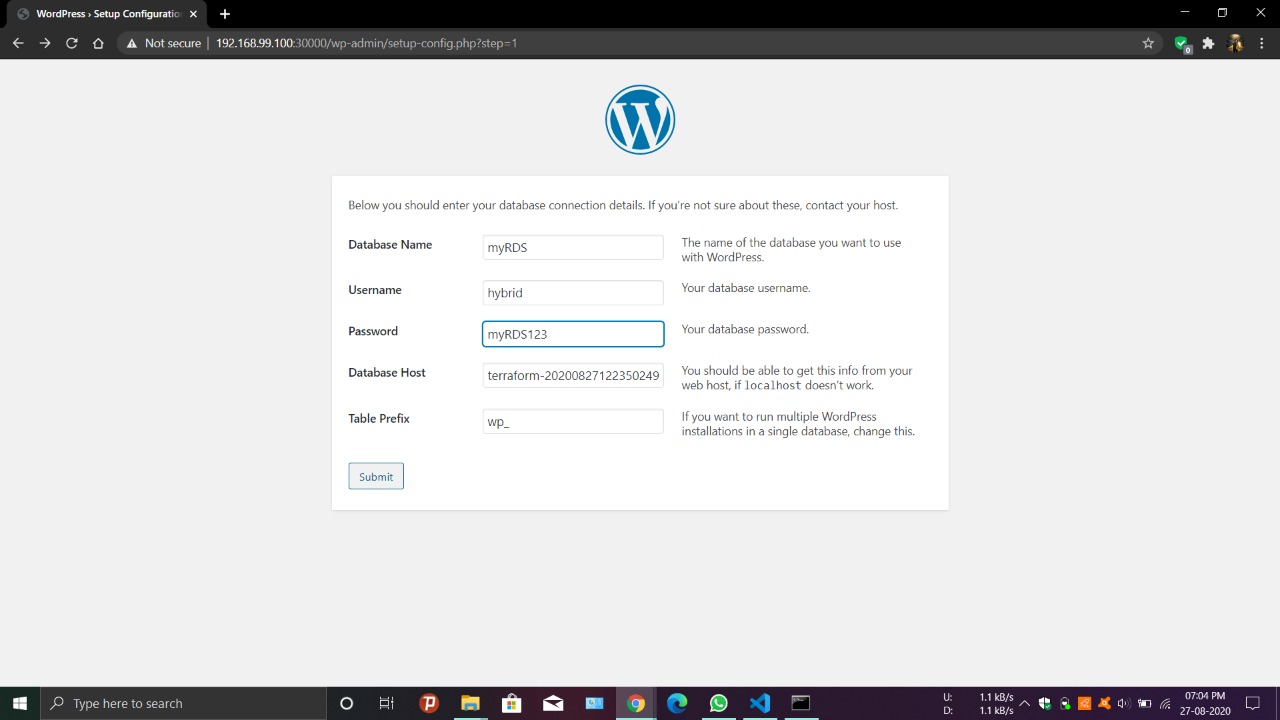 WordPress › Setup Configuratio
Not secure | 192.168.99.100:30000/wp-admin/setup-config.php?step=1
0
Below you should enter your database connection details. If you're not sure about these, contact your host.
Database Name
myRDS
The name of the database you want to use
with WordPress.
Username
hybrid
Your database username.
Password
myRDS123
Your database password.
Database Host
terraform-20200827122350249
You should be able to get this info from your
web host, if localhost doesn't work.
Table Prefix
wp_
If you want to run multiple WordPress
installations in a single database, change this.
Submit
Type here to search
U: 1.1 kB/s
D: 1.1 kB/s
07:04 PM
27-08-2020